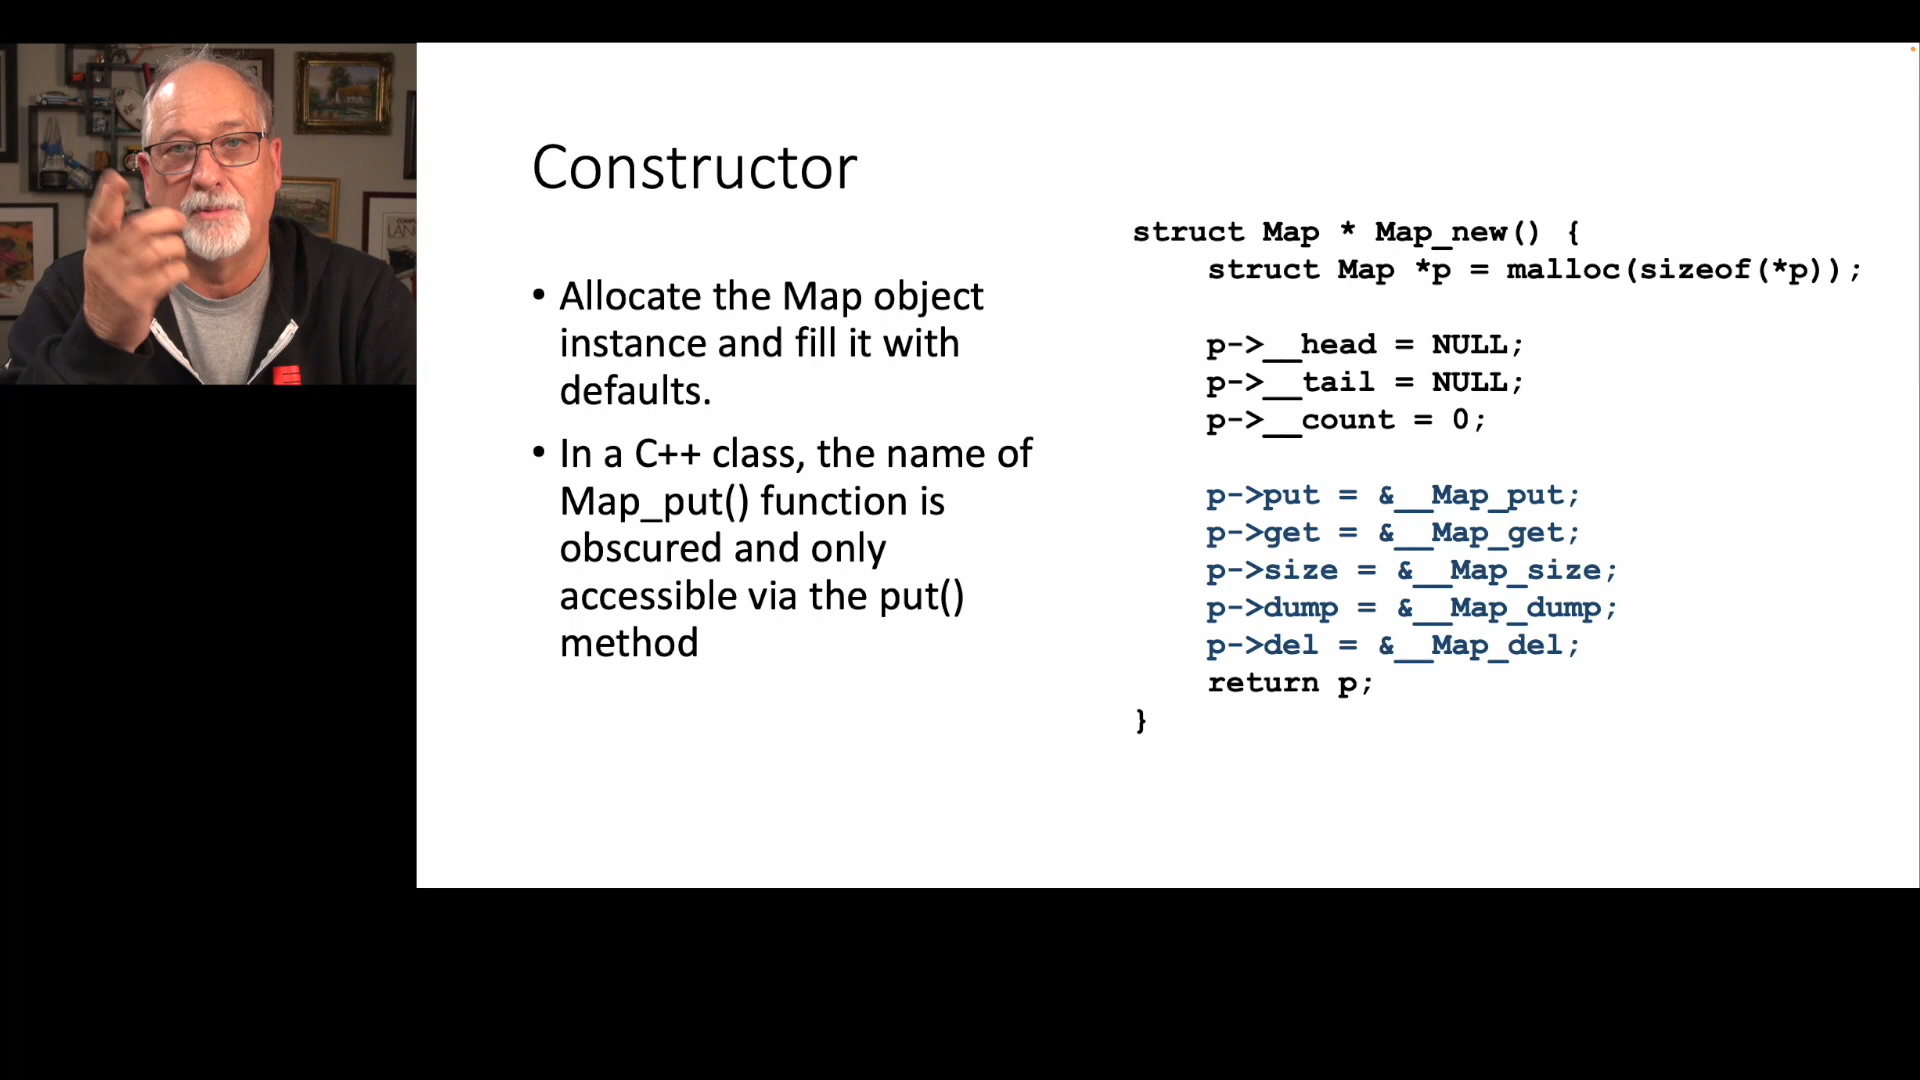 Constructor
• Allocate the Map object
instance and fill it with
defaults.
• In a C++ class, the name of
Map_put() function is
obscured and only
accessible via the put()
method
struct Map * Map_new() {
    struct Map *p = malloc(sizeof(*p));
    p->__head = NULL;
    p->__tail = NULL;
    p->__count = 0;
    p->put = &__Map_put;
    p->get = &__Map_get;
    p->size = &__Map_size;
    p->dump = &__Map_dump;
    p->del = &__Map_del;
    return p;
}